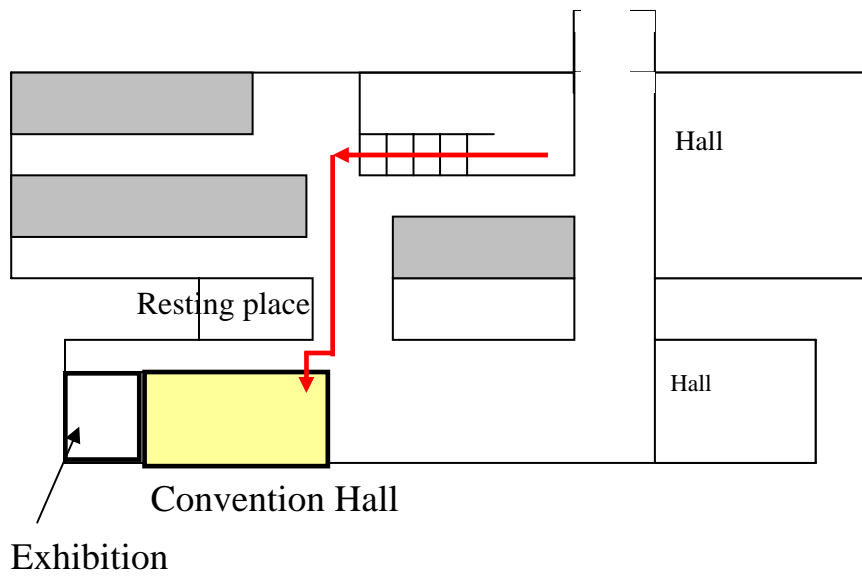 Hall
Resting place
Hall
Convention Hall
Exhibition